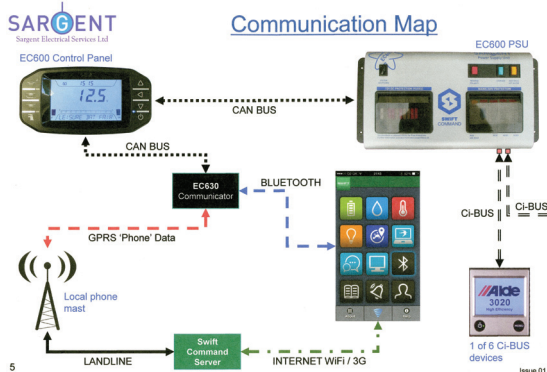 SARGENT
Sargent Electrical Services Ltd
Communication Map
EC600 Control Panel
EC600 PSU
12.5
CAN BUS
SWIFT
COMMAND
CAN BUS
EC630
Communicator
BLUETOOTH
Ci-BUS
Ci-BUS
GPRS 'Phone' Data
Local phone
mast
Alde
3020
High efficiency
1 of 6 Ci-BUS
devices
Swift
Command
Server
LANDLINE
INTERNET WiFi / 3G
5
Issue 01